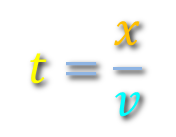 t = x/v